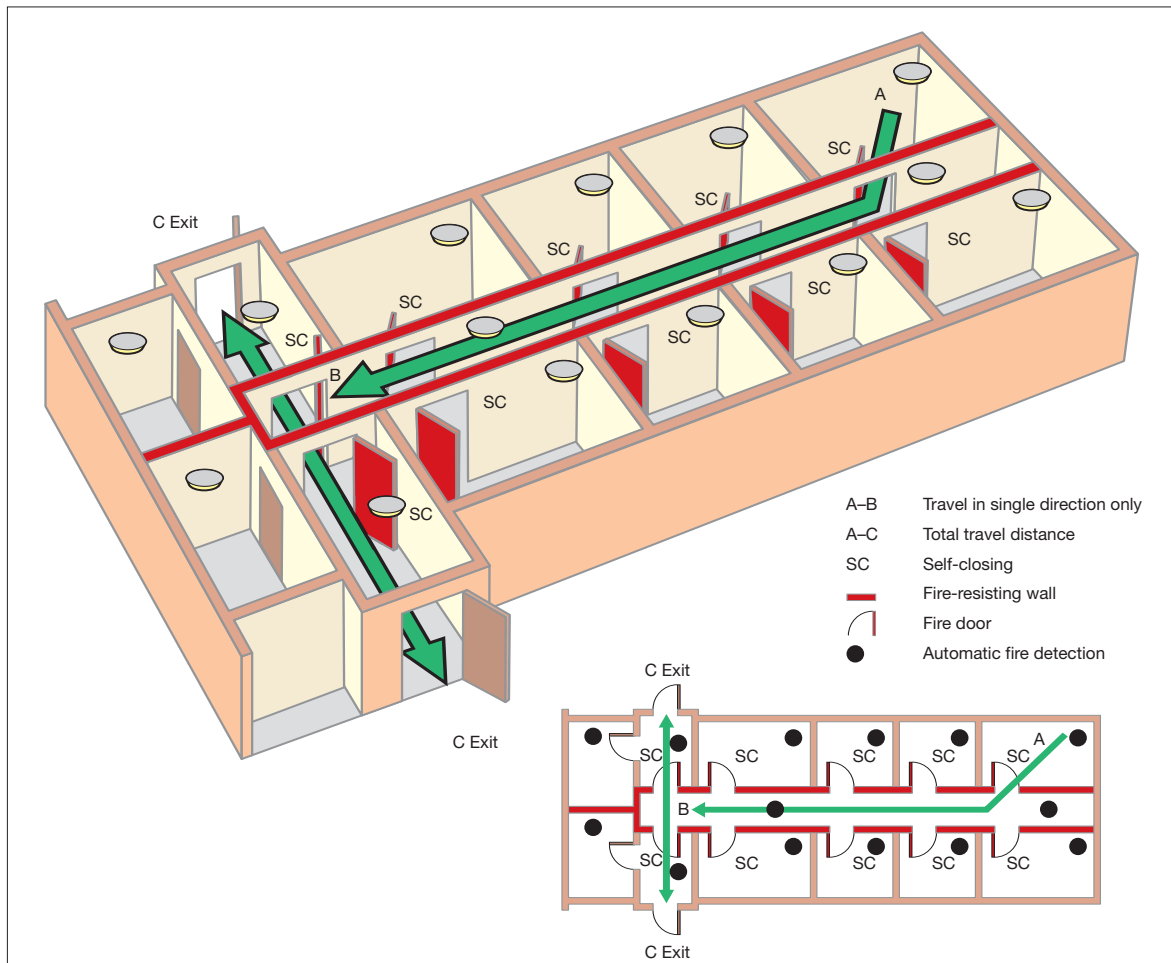 A
SC
SC
C Exit
SC
SC
SC
SC
SC
SC
B
SC
SC
A–B Travel in single direction only
A–C Total travel distance
SC Self-closing
Fire-resisting wall
Fire door
Automatic fire detection
C Exit
C Exit
A
SC SC SC SC SC
B
SC SC SC SC SC
C Exit